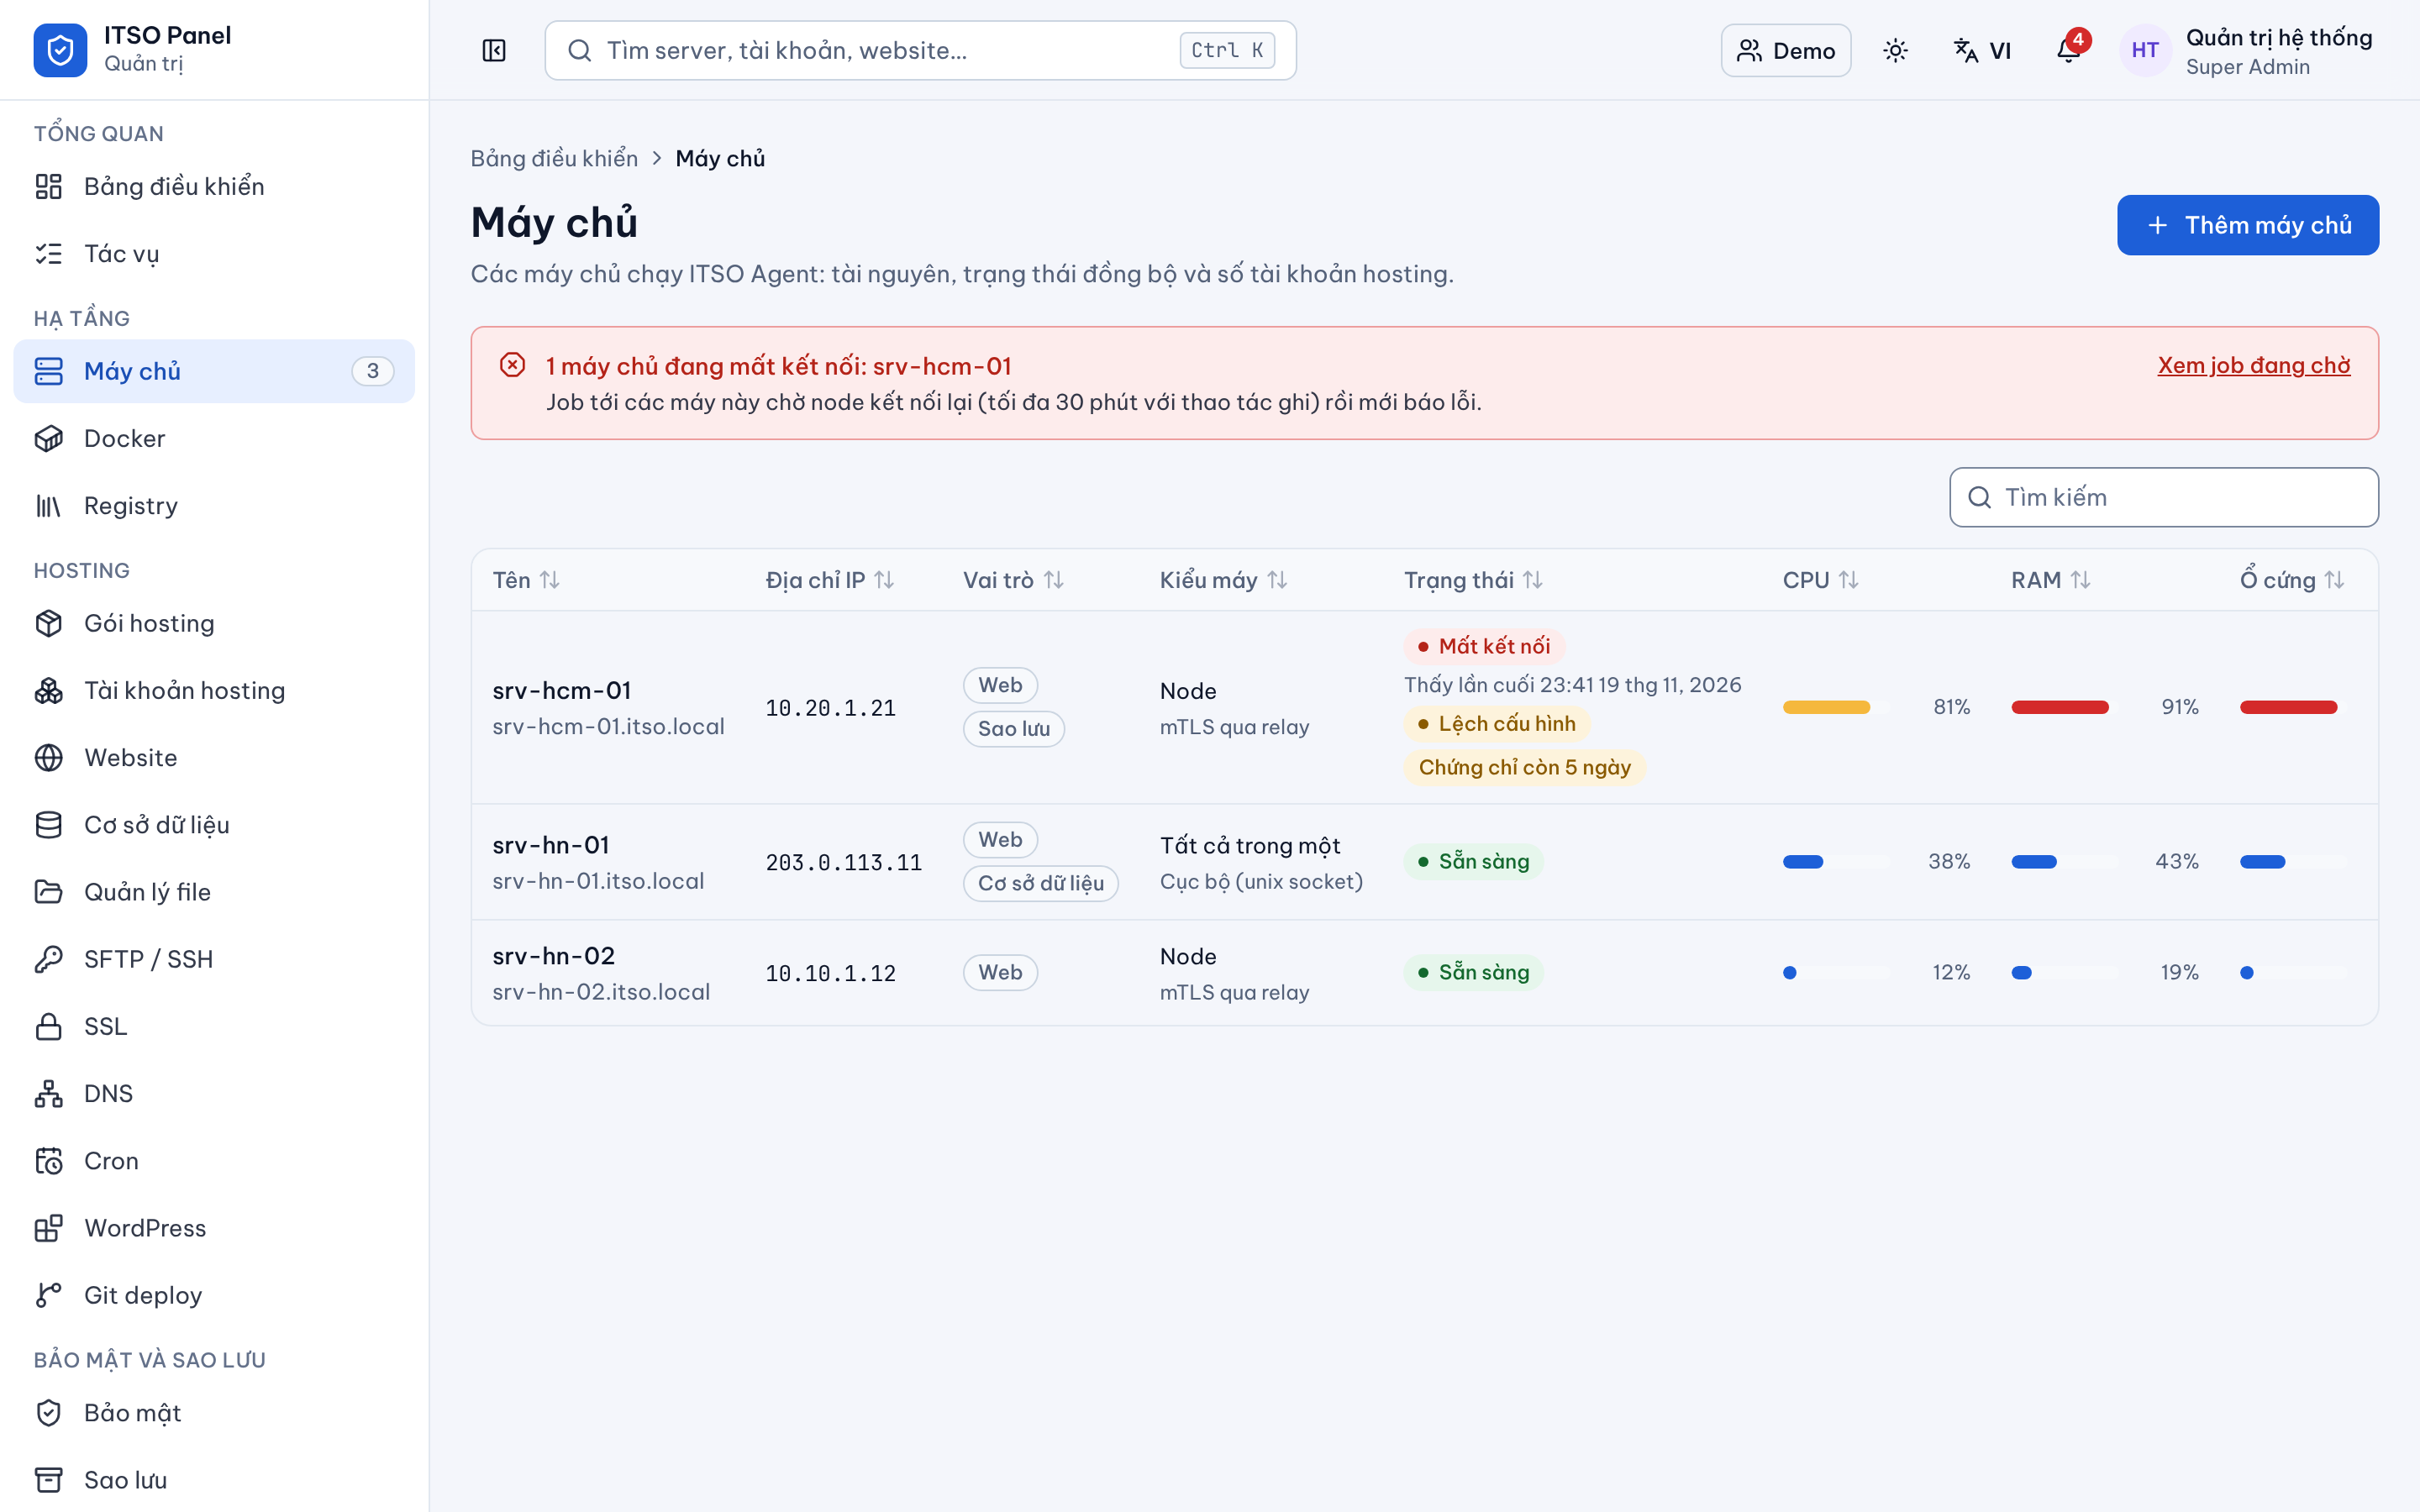 ITSO Panel
Quản trị
Tìm server, tài khoản, website...
Ctrl K
Demo
VI
4
HT
Quản trị hệ thống
Super Admin
TỔNG QUAN
Bảng điều khiển
Tác vụ
HẠ TẦNG
Máy chủ
3
Docker
Registry
HOSTING
Gói hosting
Tài khoản hosting
Website
Cơ sở dữ liệu
Quản lý file
SFTP / SSH
SSL
DNS
Cron
WordPress
Git deploy
BẢO MẬT VÀ SAO LƯU
Bảo mật
Sao lưu
Bảng điều khiển > Máy chủ
Máy chủ
Các máy chủ chạy ITSO Agent: tài nguyên, trạng thái đồng bộ và số tài khoản hosting.
Thêm máy chủ
1 máy chủ đang mất kết nối: srv-hcm-01
Xem job đang chờ
Job tới các máy này chờ node kết nối lại (tối đa 30 phút với thao tác ghi) rồi mới báo lỗi.
Tìm kiếm
Tên Địa chỉ IP Vai trò Kiểu máy Trạng thái CPU RAM Ổ cứng
srv-hcm-01
srv-hcm-01.itso.local
10.20.1.21
Web
Sao lưu
Node
mTLS qua relay
Mất kết nối
Thấy lần cuối 23:41 19 thg 11, 2026
Lệch cấu hình
Chứng chỉ còn 5 ngày
81%
91%
srv-hn-01
srv-hn-01.itso.local
203.0.113.11
Web
Cơ sở dữ liệu
Tất cả trong một
Cục bộ (unix socket)
Sẵn sàng
38%
43%
srv-hn-02
srv-hn-02.itso.local
10.10.1.12
Web
Node
mTLS qua relay
Sẵn sàng
12%
19%